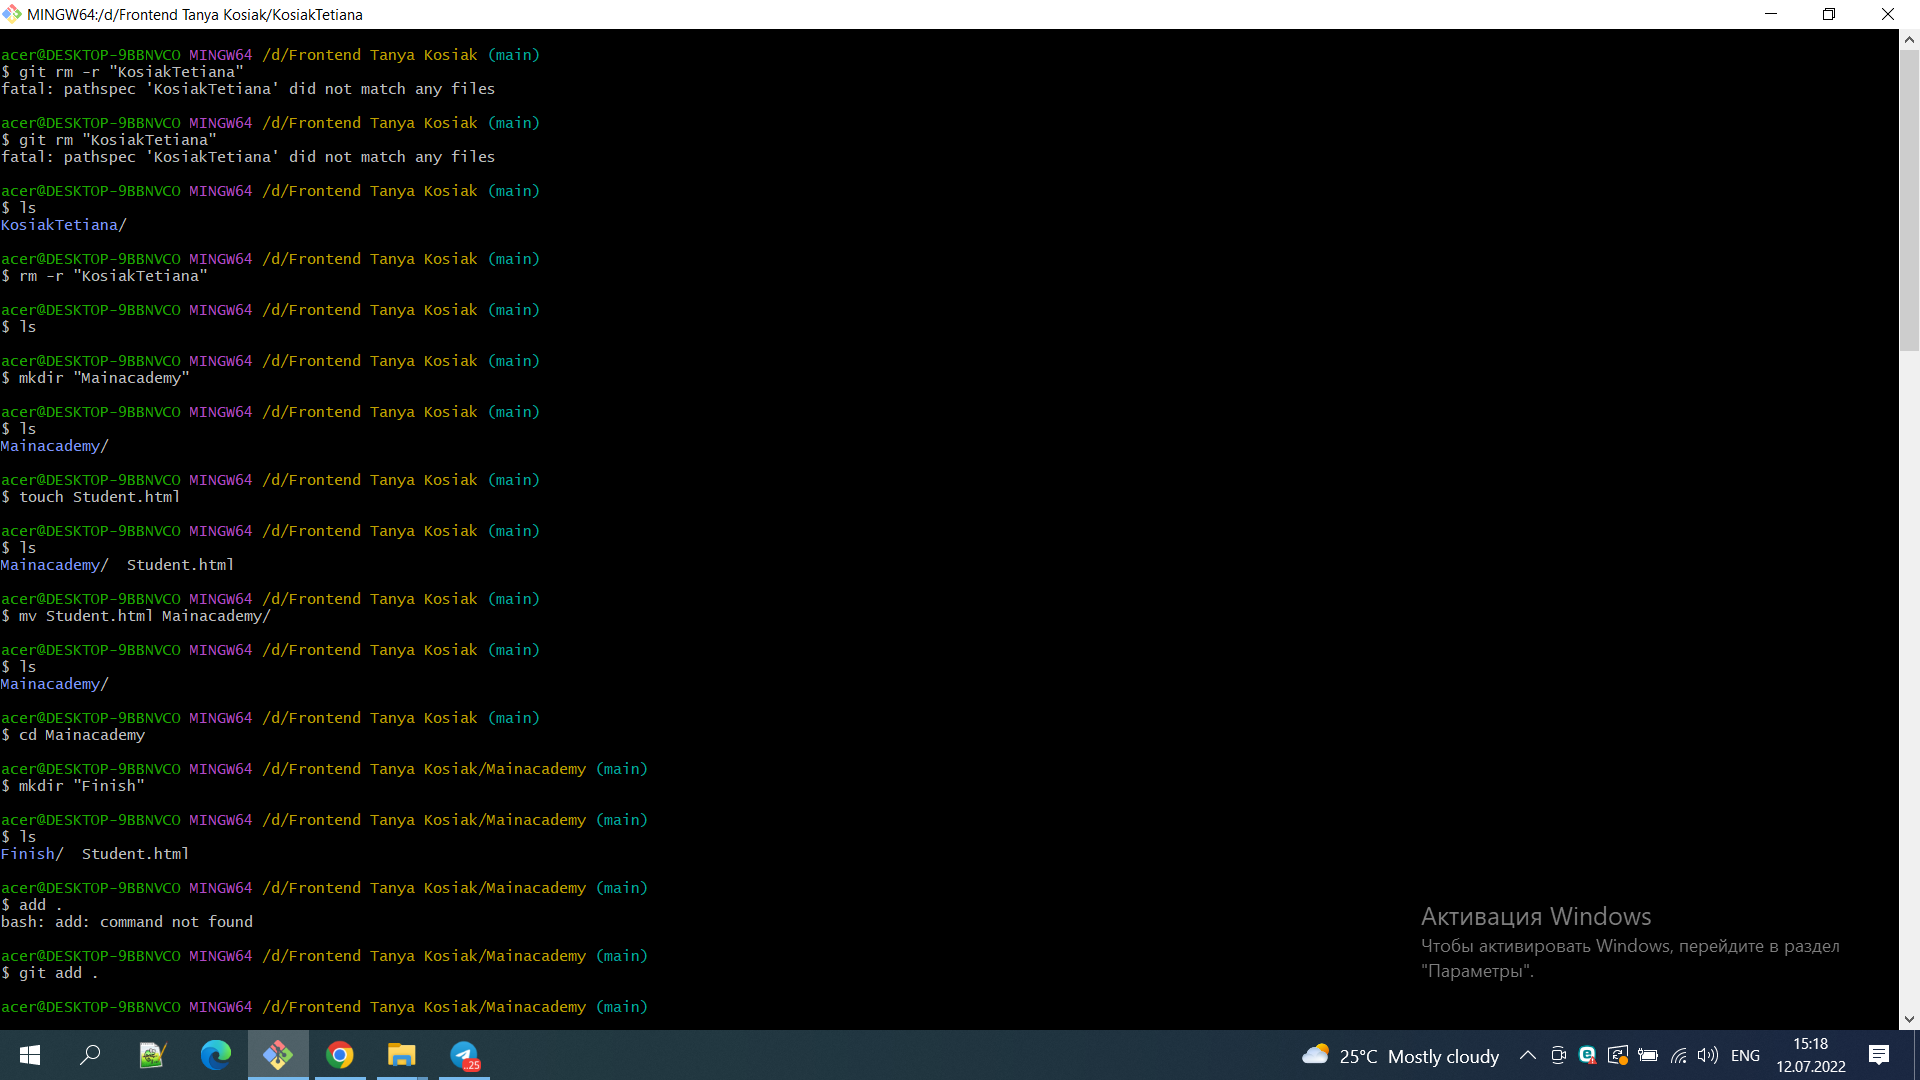 MINGW64:/d/Frontend Tanya Kosiak/KosiakTetiana
acer@DESKTOP-9BBNVCO MINGW64 /d/Frontend Tanya Kosiak (main)
$ git rm -r "KosiakTetiana"
fatal: pathspec 'KosiakTetiana' did not match any files
acer@DESKTOP-9BBNVCO MINGW64 /d/Frontend Tanya Kosiak (main)
$ git rm "KosiakTetiana"
fatal: pathspec 'KosiakTetiana' did not match any files
acer@DESKTOP-9BBNVCO MINGW64 /d/Frontend Tanya Kosiak (main)
$ ls
KosiakTetiana/
acer@DESKTOP-9BBNVCO MINGW64 /d/Frontend Tanya Kosiak (main)
$ rm -r "KosiakTetiana"
acer@DESKTOP-9BBNVCO MINGW64 /d/Frontend Tanya Kosiak (main)
$ ls
acer@DESKTOP-9BBNVCO MINGW64 /d/Frontend Tanya Kosiak (main)
$ mkdir "Mainacademy"
acer@DESKTOP-9BBNVCO MINGW64 /d/Frontend Tanya Kosiak (main)
$ ls
Mainacademy/
acer@DESKTOP-9BBNVCO MINGW64 /d/Frontend Tanya Kosiak (main)
$ touch Student.html
acer@DESKTOP-9BBNVCO MINGW64 /d/Frontend Tanya Kosiak (main)
$ ls
Mainacademy/  Student.html
acer@DESKTOP-9BBNVCO MINGW64 /d/Frontend Tanya Kosiak (main)
$ mv Student.html Mainacademy/
acer@DESKTOP-9BBNVCO MINGW64 /d/Frontend Tanya Kosiak (main)
$ ls
Mainacademy/
acer@DESKTOP-9BBNVCO MINGW64 /d/Frontend Tanya Kosiak (main)
$ cd Mainacademy
acer@DESKTOP-9BBNVCO MINGW64 /d/Frontend Tanya Kosiak/Mainacademy (main)
$ mkdir "Finish"
acer@DESKTOP-9BBNVCO MINGW64 /d/Frontend Tanya Kosiak/Mainacademy (main)
$ ls
Finish/  Student.html
acer@DESKTOP-9BBNVCO MINGW64 /d/Frontend Tanya Kosiak/Mainacademy (main)
$ add .
bash: add: command not found
acer@DESKTOP-9BBNVCO MINGW64 /d/Frontend Tanya Kosiak/Mainacademy (main)
$ git add .
acer@DESKTOP-9BBNVCO MINGW64 /d/Frontend Tanya Kosiak/Mainacademy (main)
Активация Windows
Чтобы активировать Windows, перейдите в раздел
"Параметры".
..25
25°C Mostly cloudy
ENG
15:18
12.07.2022